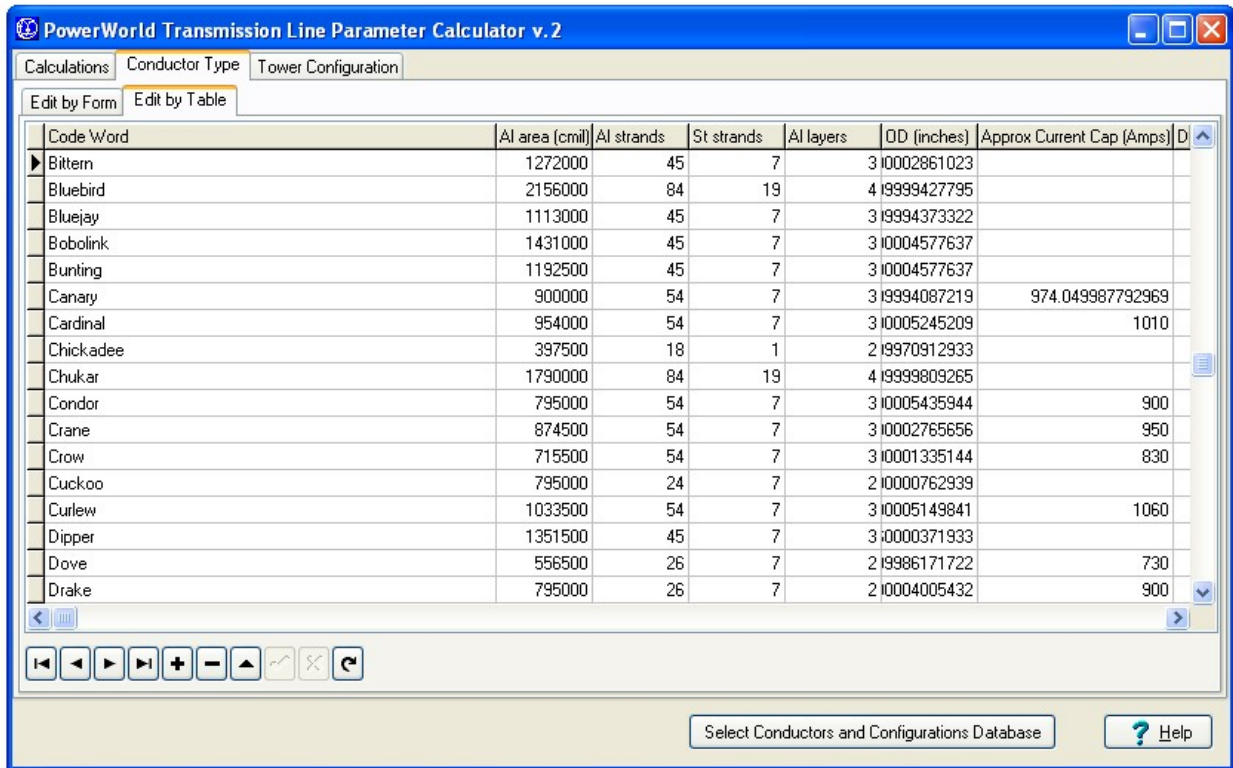 PowerWorld Transmission Line Parameter Calculator v.2
Calculations Conductor Type Tower Configuration
Edit by Form Edit by Table
Code Word Al area (cmil) Al strands St strands Al layers OD (inches) Approx Current Cap (Amps) D
Bittern 1272000 45 7 3 0002861023
Bluebird 2156000 84 19 4 9999427795
Bluejay 1113000 45 7 3 9994373322
Bobolink 1431000 45 7 3 0004577637
Bunting 1192500 45 7 3 0004577637
Canary 900000 54 7 3 9994087219 974.049987792969
Cardinal 954000 54 7 3 0005245209 1010
Chickadee 397500 18 1 2 9970912933
Chukar 1790000 84 19 4 9999809265
Condor 795000 54 7 3 0005435944 900
Crane 874500 54 7 3 0002765656 950
Crow 715500 54 7 3 0001335144 830
Cuckoo 795000 24 7 2 0000762939
Curlew 1033500 54 7 3 0005149841 1060
Dipper 1351500 45 7 3 0000371933
Dove 556500 26 7 2 9986171722 730
Drake 795000 26 7 2 0004005432 900
Select Conductors and Configurations Database ? Help